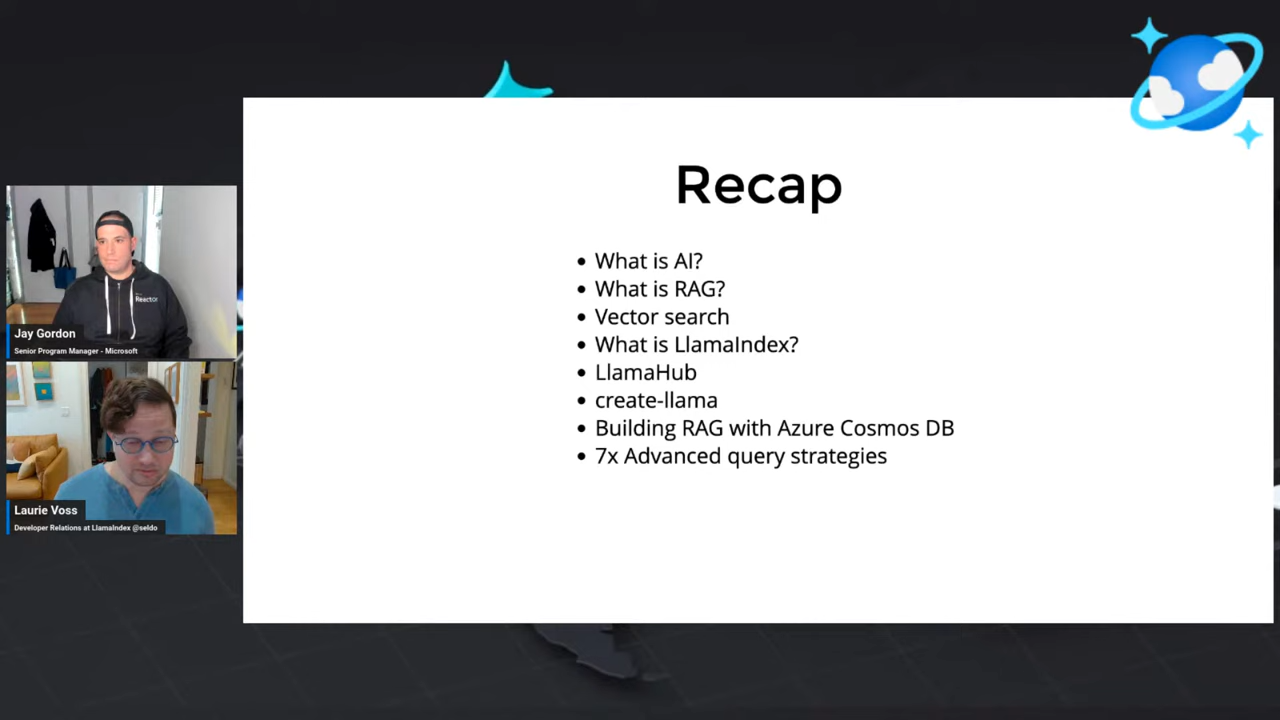 Recap
What is AI?
What is RAG?
Vector search
What is LlamaIndex?
LlamaHub
create-llama
Building RAG with Azure Cosmos DB
7x Advanced query strategies
Reactor
Jay Gordon
Senior Program Manager - Microsoft
Laurie Voss
Developer Relations at LlamaIndex @seldo